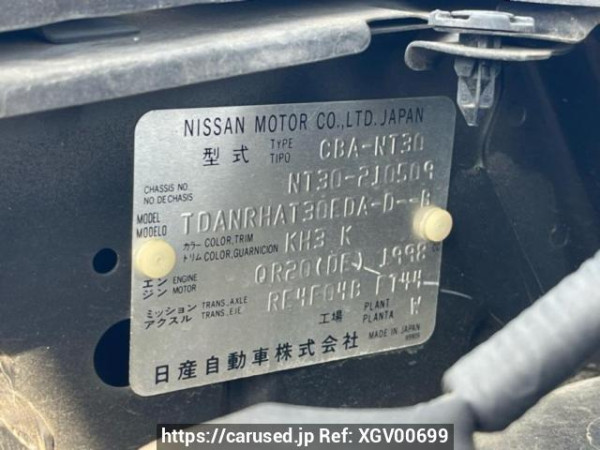 NISSAN MOTOR CO.,LTD.JAPAN
型式 TYPE TIPO CBA-NT30
CHASSIS NO. NO.DE CHASIS NT30-210509
MODEL MODELO TDANRHAT30EDA-D--B
カラー トリム COLOR,TRIM COLOR,GUARNICION KH3 K
エンジン ENGINE MOTOR QR20(DE) 1998
ミッション アクスル TRANS.,AXLE TRANS.,EJE RE4F04B FT44
工場 PLANT PLANTA W
日産自動車株式会社 MADE IN JAPAN
https://carused.jp Ref: XGV00699